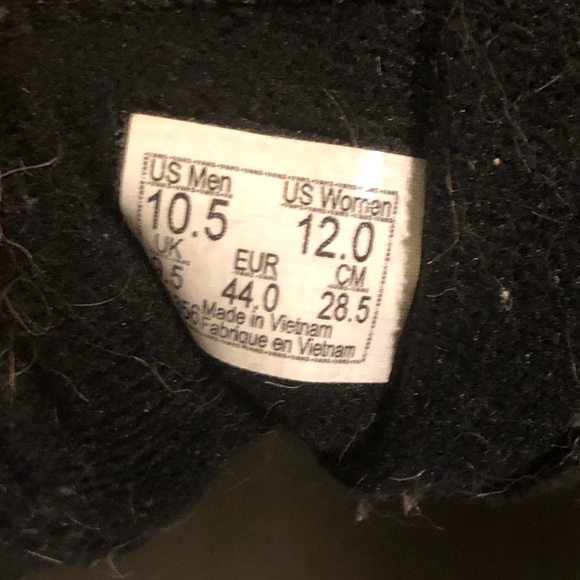 US Men US Women
10.5 12.0
UK EUR CM
.5 44.0 28.5
Made in Vietnam
Fabrique en Vietnam